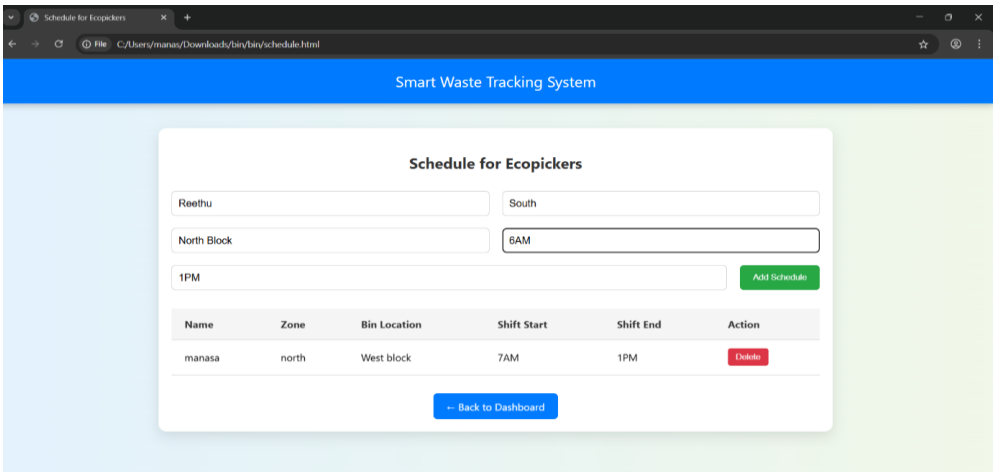 Schedule for Ecopickers
File C:/Users/manas/Downloads/bin/bin/schedule.html
Smart Waste Tracking System
Schedule for Ecopickers
Reethu South
North Block 6AM
1PM Add Schedule
Name Zone Bin Location Shift Start Shift End Action
manasa north West block 7AM 1PM Delete
← Back to Dashboard